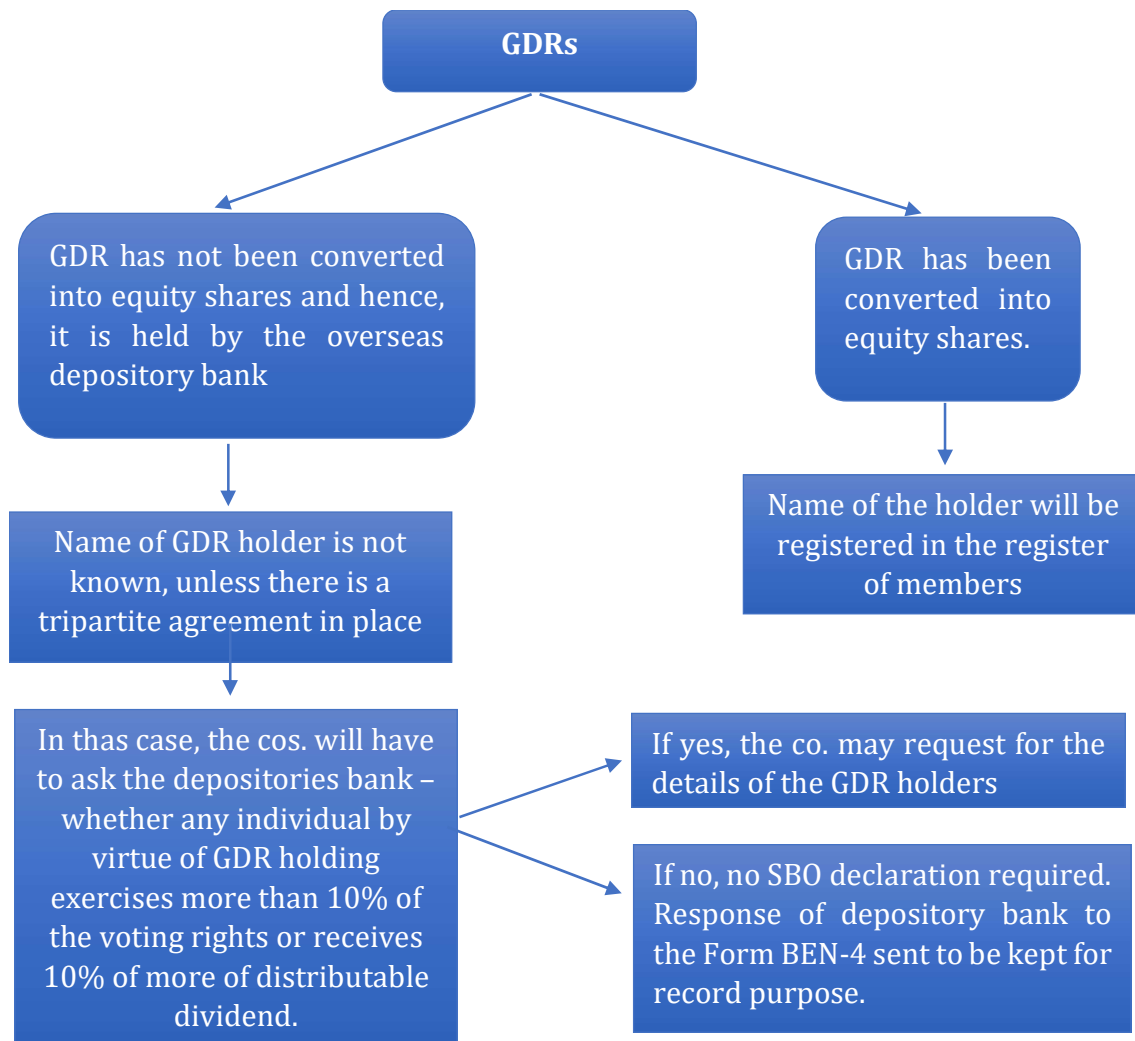 GDRs
GDR has not been converted
into equity shares and hence,
it is held by the overseas
depository bank
GDR has been
converted into
equity shares.
Name of GDR holder is not
known, unless there is a
tripartite agreement in place
Name of the holder will be
registered in the register
of members
In thas case, the cos. will have
to ask the depositories bank –
whether any individual by
virtue of GDR holding
exercises more than 10% of
the voting rights or receives
10% of more of distributable
dividend.
If yes, the co. may request for the
details of the GDR holders
If no, no SBO declaration required.
Response of depository bank to
the Form BEN-4 sent to be kept for
record purpose.